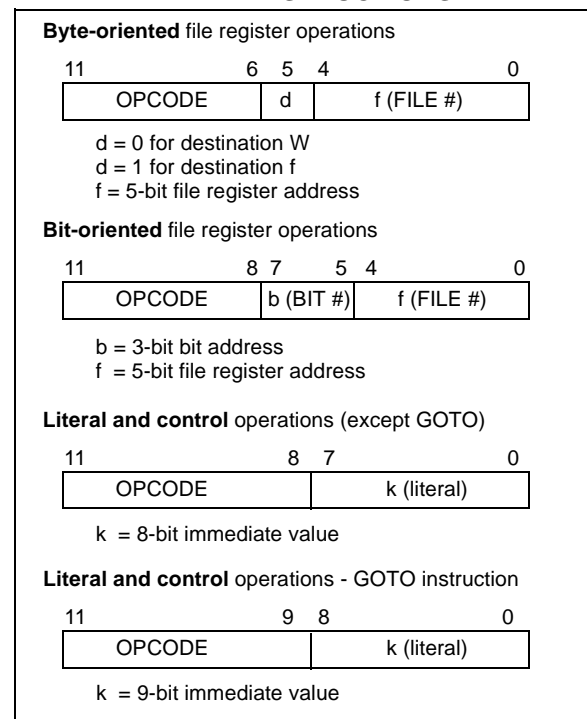 Byte-oriented file register operations
11 6 5 4 0
OPCODE d f (FILE #)
d = 0 for destination W
d = 1 for destination f
f = 5-bit file register address
Bit-oriented file register operations
11 8 7 5 4 0
OPCODE b (BIT #) f (FILE #)
b = 3-bit bit address
f = 5-bit file register address
Literal and control operations (except GOTO)
11 8 7 0
OPCODE k (literal)
k = 8-bit immediate value
Literal and control operations - GOTO instruction
11 9 8 0
OPCODE k (literal)
k = 9-bit immediate value